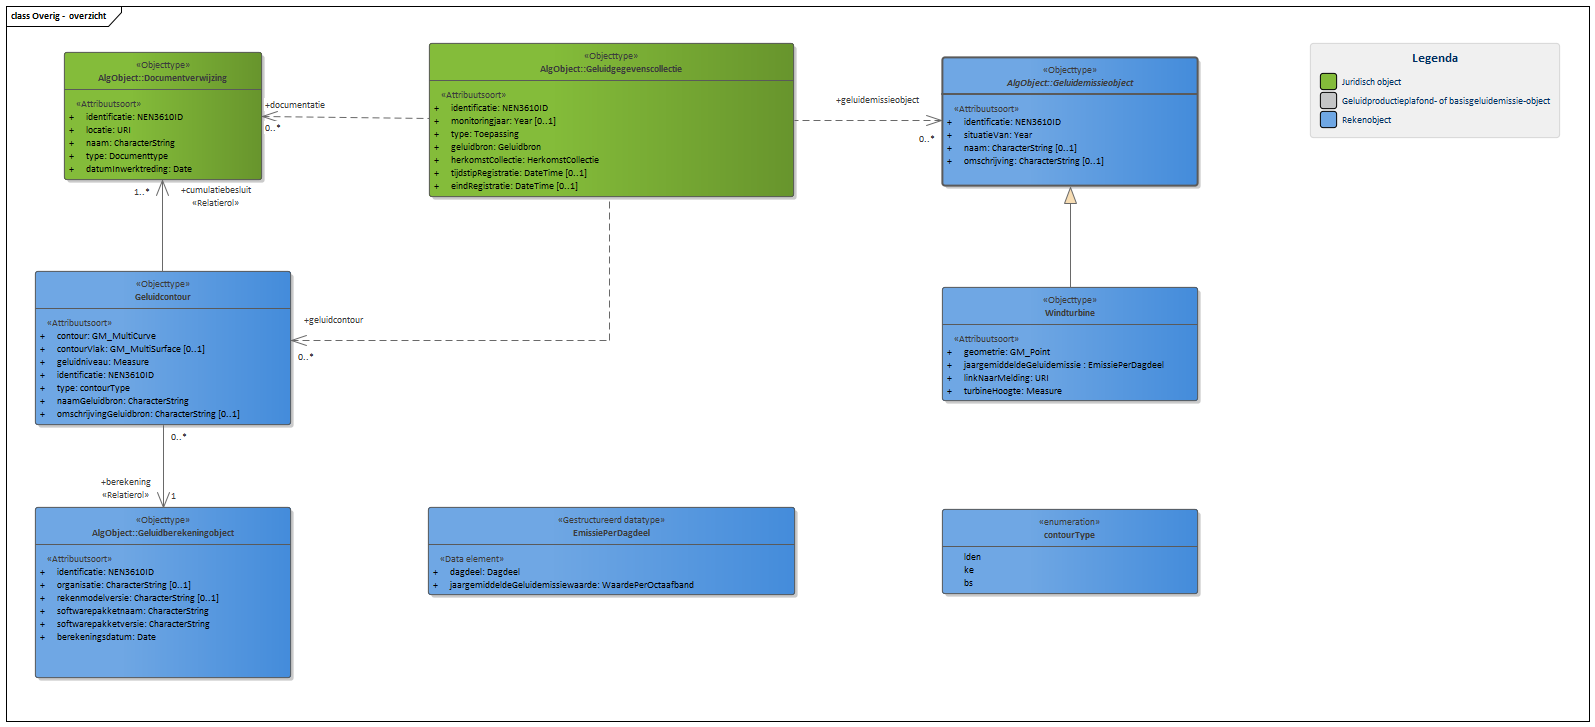 class Overig - overzicht
«Objecttype»
AlgObject::Documentverwijzing
«Attribuutsoort»
+ identificatie: NEN3610ID
+ locatie: URI
+ naam: CharacterString
+ type: Documenttype
+ datumInwerktreding: Date
+documentatie
0..*
«Objecttype»
AlgObject::Geluidgegevenscollectie
«Attribuutsoort»
+ identificatie: NEN3610ID
+ monitoringjaar: Year [0..1]
+ type: Toepassing
+ geluidbron: Geluidbron
+ herkomstCollectie: HerkomstCollectie
+ tijdstipRegistratie: DateTime [0..1]
+ eindRegistratie: DateTime [0..1]
+geluidemissieobject
0..*
«Objecttype»
AlgObject::Geluidemissieobject
«Attribuutsoort»
+ identificatie: NEN3610ID
+ situatieVan: Year
+ naam: CharacterString [0..1]
+ omschrijving: CharacterString [0..1]
Legenda
Juridisch object
Geluidproductieplafond- of basisgeluidemissie-object
Rekenobject
1..*
+cumulatiebesluit
«Relatierol»
«Objecttype»
Geluidcontour
«Attribuutsoort»
+ contour: GM_MultiCurve
+ contourVlak: GM_MultiSurface [0..1]
+ geluidniveau: Measure
+ identificatie: NEN3610ID
+ type: contourType
+ naamGeluidbron: CharacterString
+ omschrijvingGeluidbron: CharacterString [0..1]
+geluidcontour
0..*
«Objecttype»
Windturbine
«Attribuutsoort»
+ geometrie: GM_Point
+ jaargemiddeldeGeluidemissie : EmissiePerDagdeel
+ linkNaarMelding: URI
+ turbineHoogte: Measure
0..*
+berekening
«Relatierol»
1
«Objecttype»
AlgObject::Geluidberekeningobject
«Attribuutsoort»
+ identificatie: NEN3610ID
+ organisatie: CharacterString [0..1]
+ rekenmodelversie: CharacterString [0..1]
+ softwarepakketnaam: CharacterString
+ softwarepakketversie: CharacterString
+ berekeningsdatum: Date
«Gestructureerd datatype»
EmissiePerDagdeel
«Data element»
+ dagdeel: Dagdeel
+ jaargemiddeldeGeluidemissiewaarde: WaardePerOctaafband
«enumeration»
contourType
lden
ke
bs